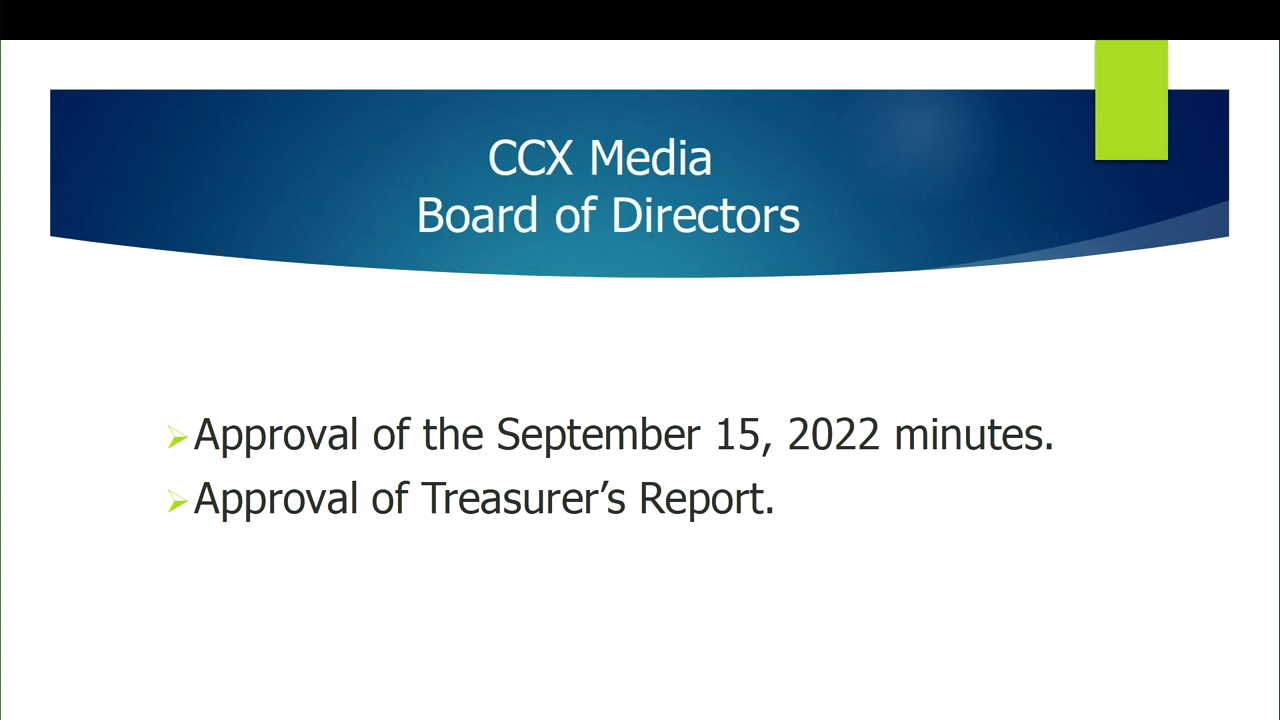 CCX Media
Board of Directors
Approval of the September 15, 2022 minutes.
Approval of Treasurer’s Report.